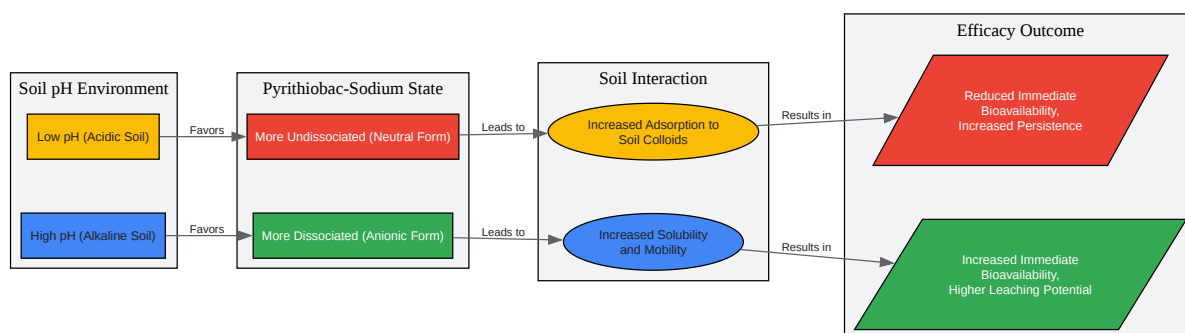 Soil pH Environment
Low pH (Acidic Soil)
High pH (Alkaline Soil)
Favors
Favors
Pyrithiobac-Sodium State
More Undissociated (Neutral Form)
More Dissociated (Anionic Form)
Leads to
Leads to
Soil Interaction
Increased Adsorption to
Soil Colloids
Increased Solubility
and Mobility
Results in
Results in
Efficacy Outcome
Reduced Immediate
Bioavailability,
Increased Persistence
Increased Immediate
Bioavailability,
Higher Leaching Potential